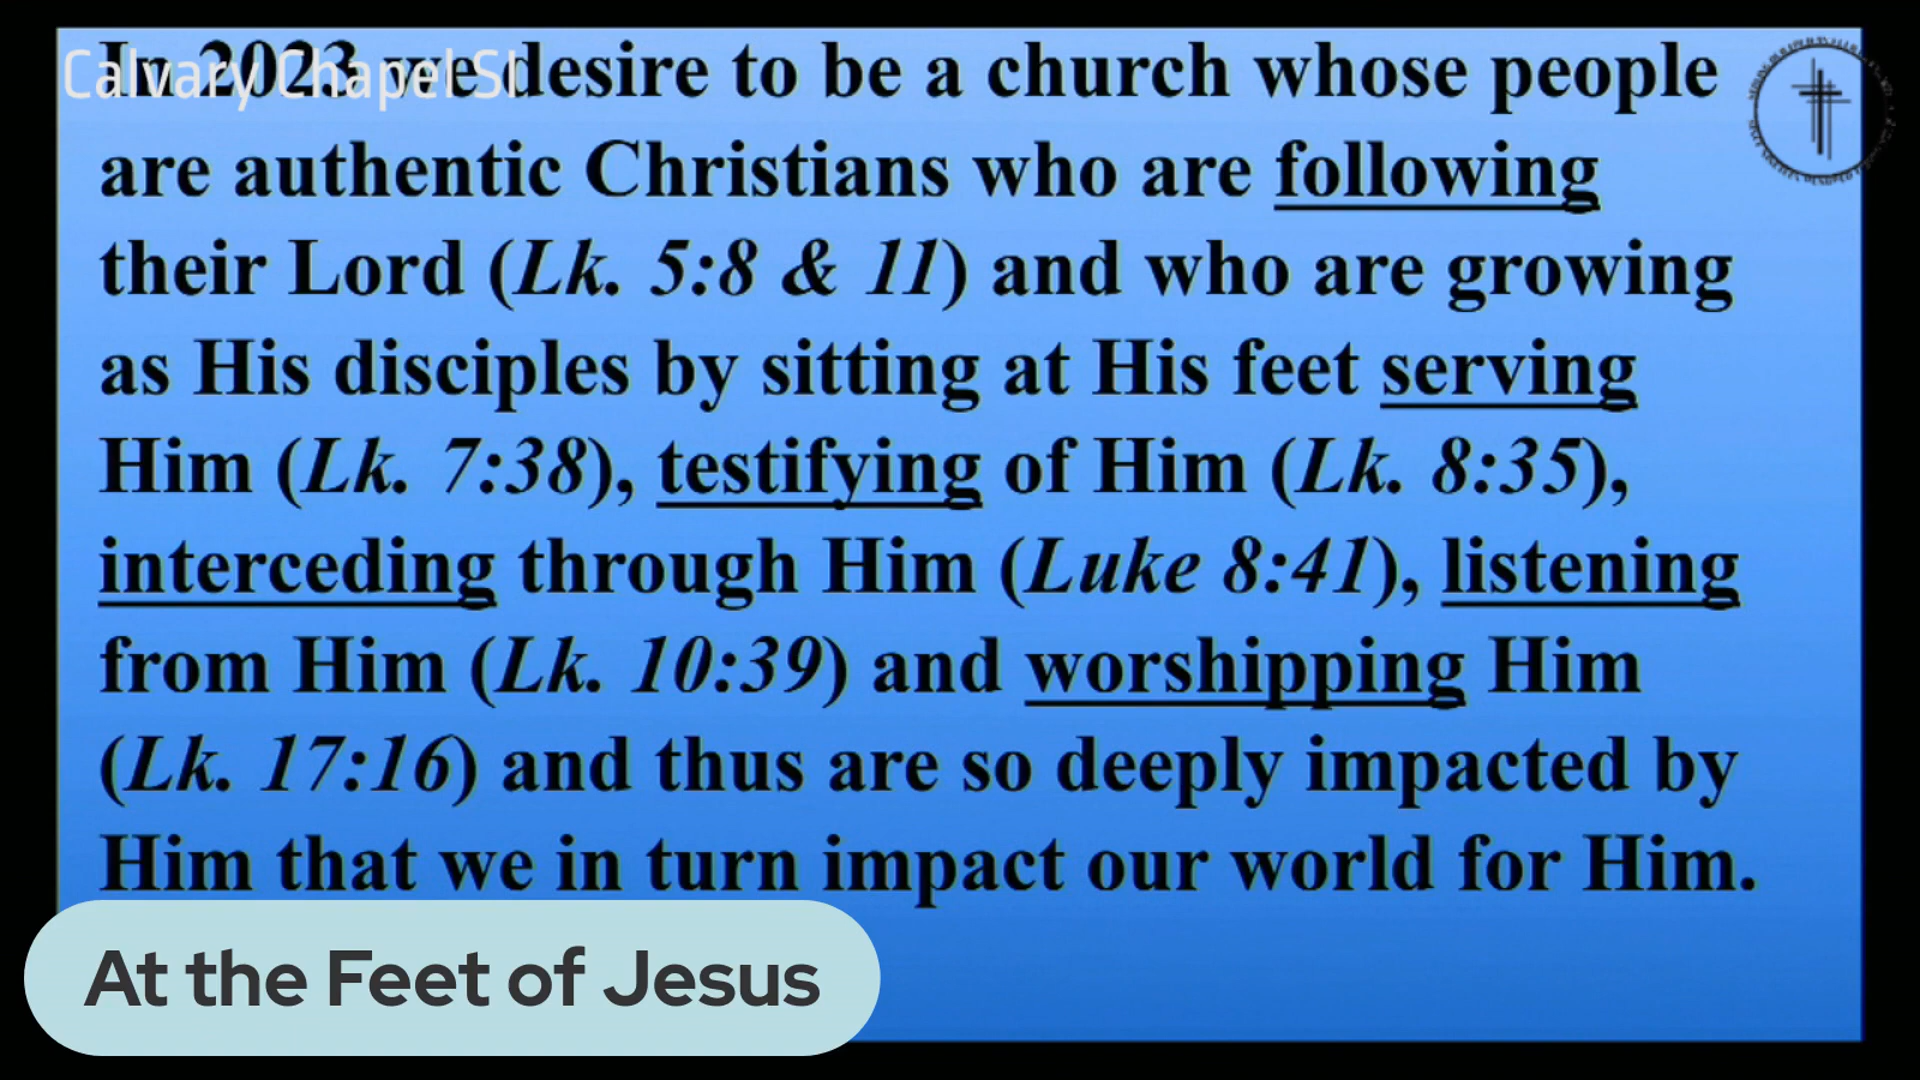 In 2023 we desire to be a church whose people
Calvary Chapel SI
are authentic Christians who are following
their Lord (Lk. 5:8 & 11) and who are growing
as His disciples by sitting at His feet serving
Him (Lk. 7:38), testifying of Him (Lk. 8:35),
interceding through Him (Luke 8:41), listening
from Him (Lk. 10:39) and worshipping Him
(Lk. 17:16) and thus are so deeply impacted by
Him that we in turn impact our world for Him.
At the Feet of Jesus